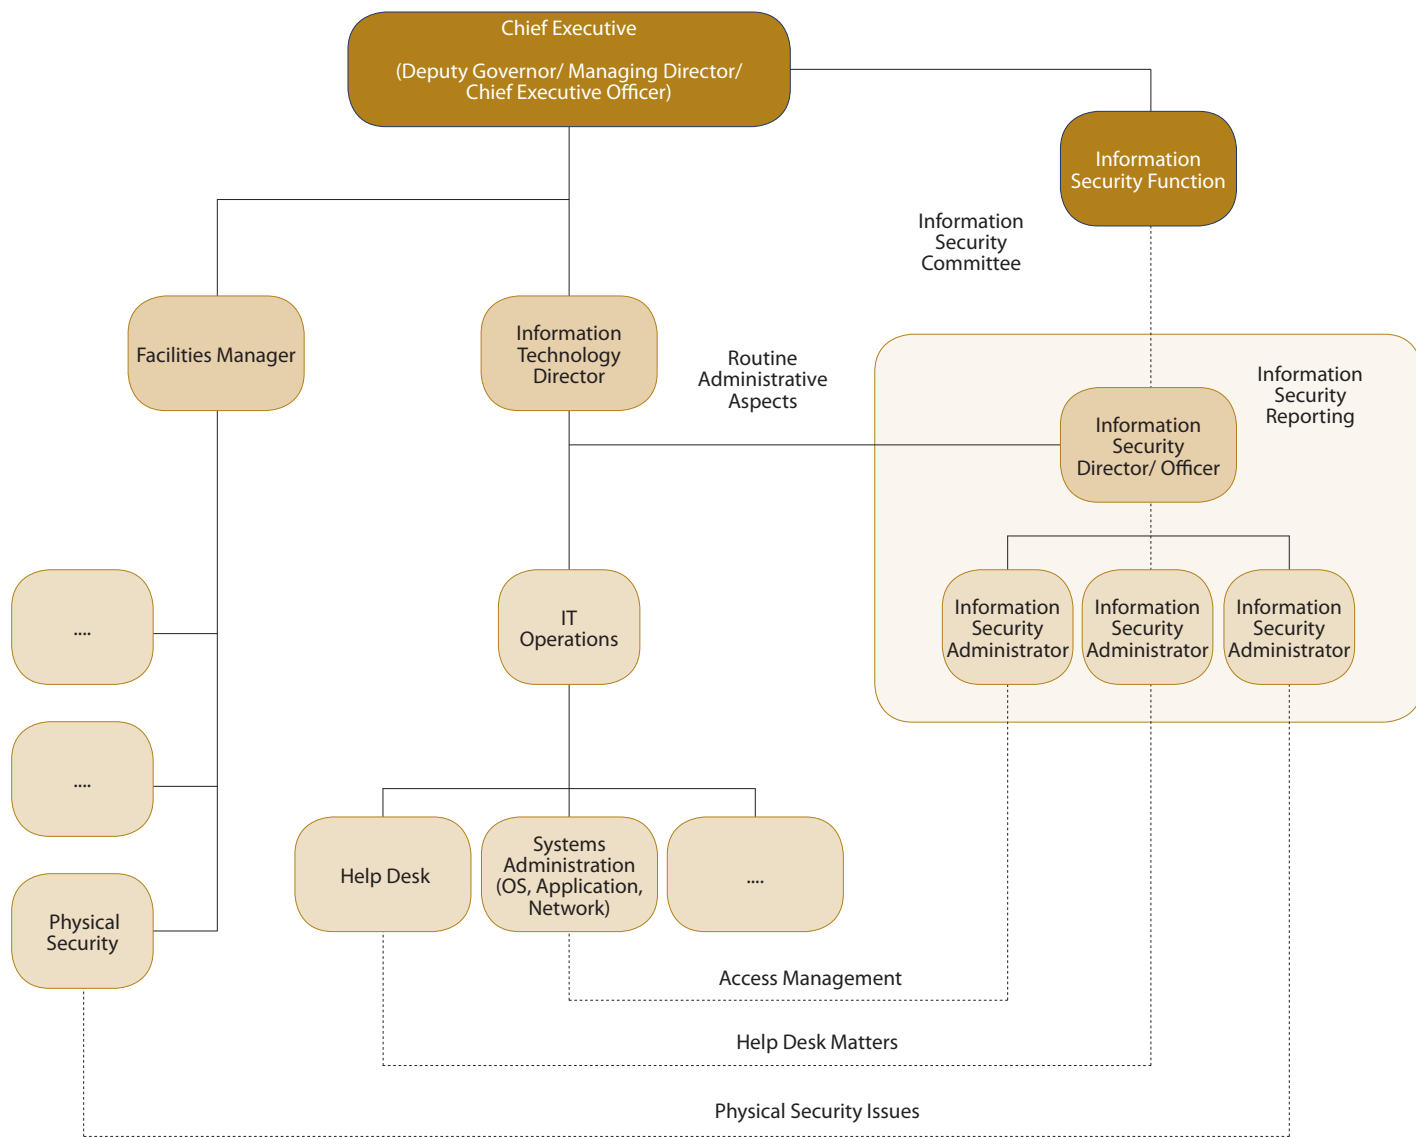 Chief Executive
(Deputy Governor/ Managing Director/
Chief Executive Officer)
Information
Security Function
Information
Security
Committee
Facilities Manager
Information
Technology
Director
Routine
Administrative
Aspects
Information
Security
Reporting
Information
Security
Director/ Officer
....
IT
Operations
Information
Security
Administrator
Information
Security
Administrator
Information
Security
Administrator
....
Help Desk
Systems
Administration
(OS, Application,
Network)
....
Physical
Security
Access Management
Help Desk Matters
Physical Security Issues